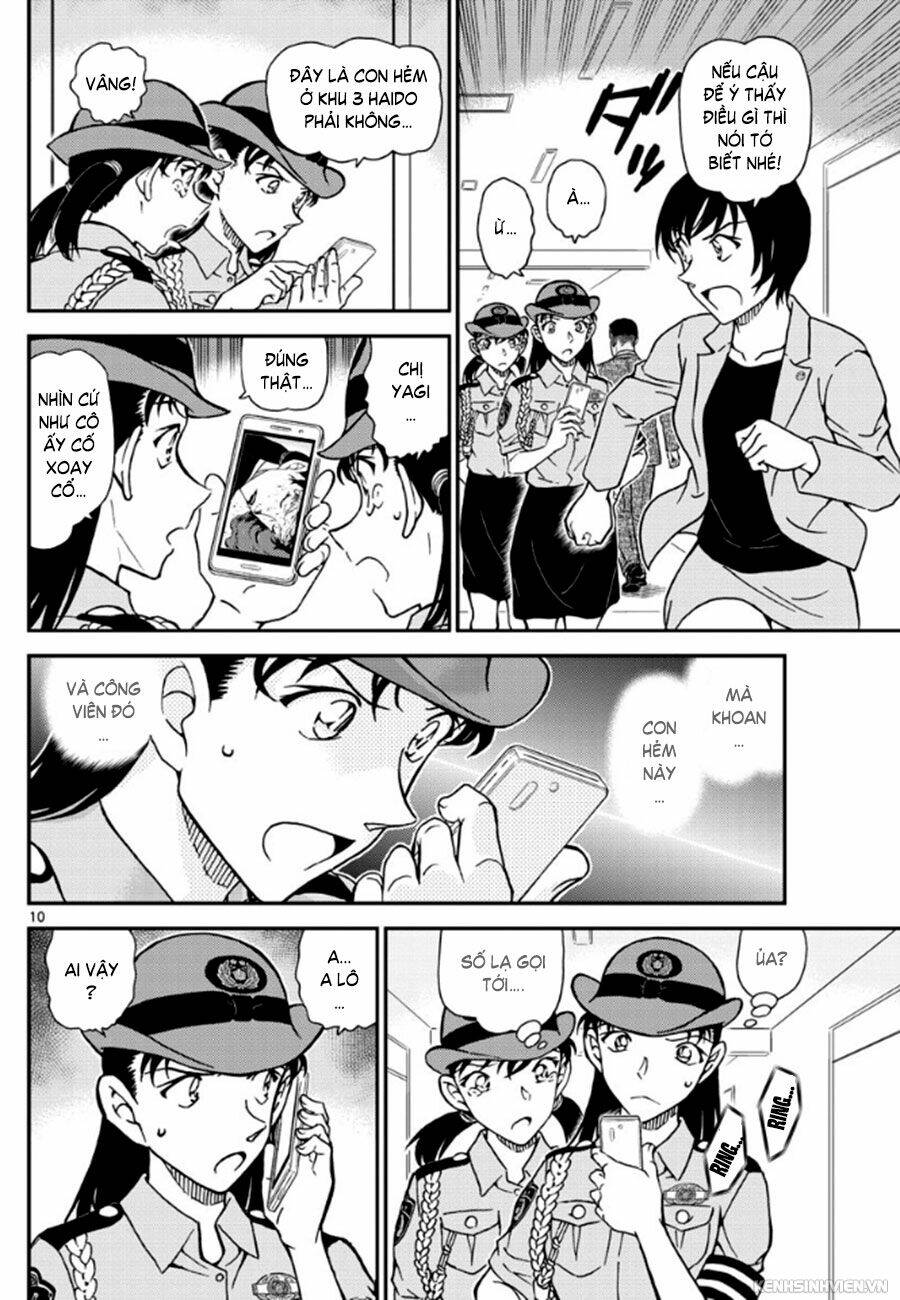 NẾU CẬU
ĐỂ Ý THẤY
ĐIỀU GÌ THÌ
NÓI TỚ
BIẾT NHÉ!
À...
Ừ...
ĐÂY LÀ CON HẺM
Ở KHU 3 HAIDO
PHẢI KHÔNG...
VÂNG!
CHỊ
YAGI
...
ĐÚNG
THẬT...
NHÌN CỨ
NHƯ CÔ
ẤY CỐ
XOAY
CỔ...
MÀ
KHOAN
...
CON
HẺM NÀY
...
VÀ CÔNG
VIÊN ĐÓ
...
10
ỦA?
SỐ LẠ GỌI
TỚI....
RING...
RING...
A...
A LÔ
...
AI VẬY
?
KENHSINHVIEN.VN